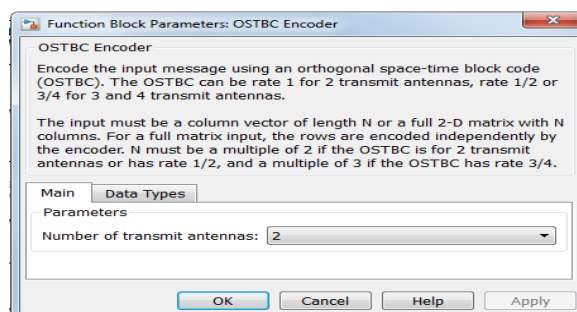 Function Block Parameters: OSTBC Encoder
OSTBC Encoder
Encode the input message using an orthogonal space-time block code
(OSTBC). The OSTBC can be rate 1 for 2 transmit antennas, rate 1/2 or
3/4 for 3 and 4 transmit antennas.
The input must be a column vector of length N or a full 2-D matrix with N
columns. For a full matrix input, the rows are encoded independently by
the encoder. N must be a multiple of 2 if the OSTBC is for 2 transmit
antennas or has rate 1/2, and a multiple of 3 if the OSTBC has rate 3/4.
Main Data Types
Parameters
Number of transmit antennas: 2
OK Cancel Help Apply